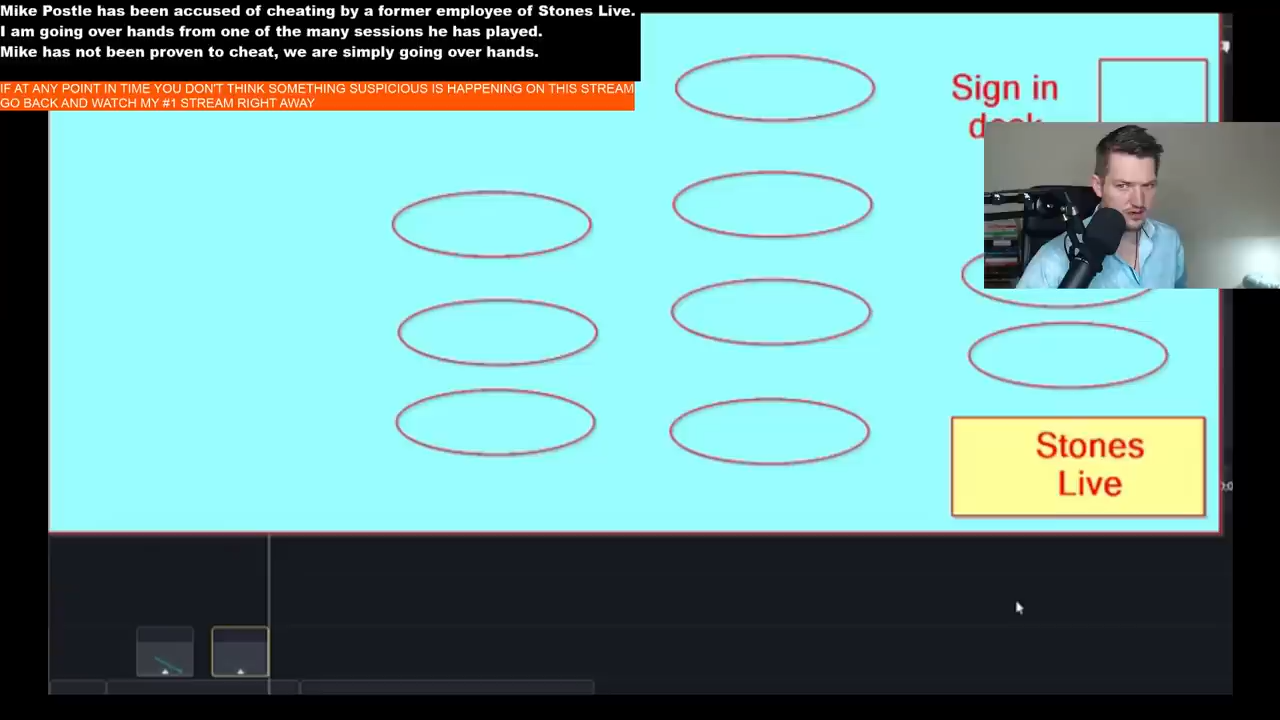 Mike Postle has been accused of cheating by a former employee of Stones Live.
I am going over hands from one of the many sessions he has played.
Mike has not been proven to cheat, we are simply going over hands.
IF AT ANY POINT IN TIME YOU DON'T THINK SOMETHING SUSPICIOUS IS HAPPENING ON THIS STREAM
GO BACK AND WATCH MY #1 STREAM RIGHT AWAY
Sign in
desk
Stones
Live